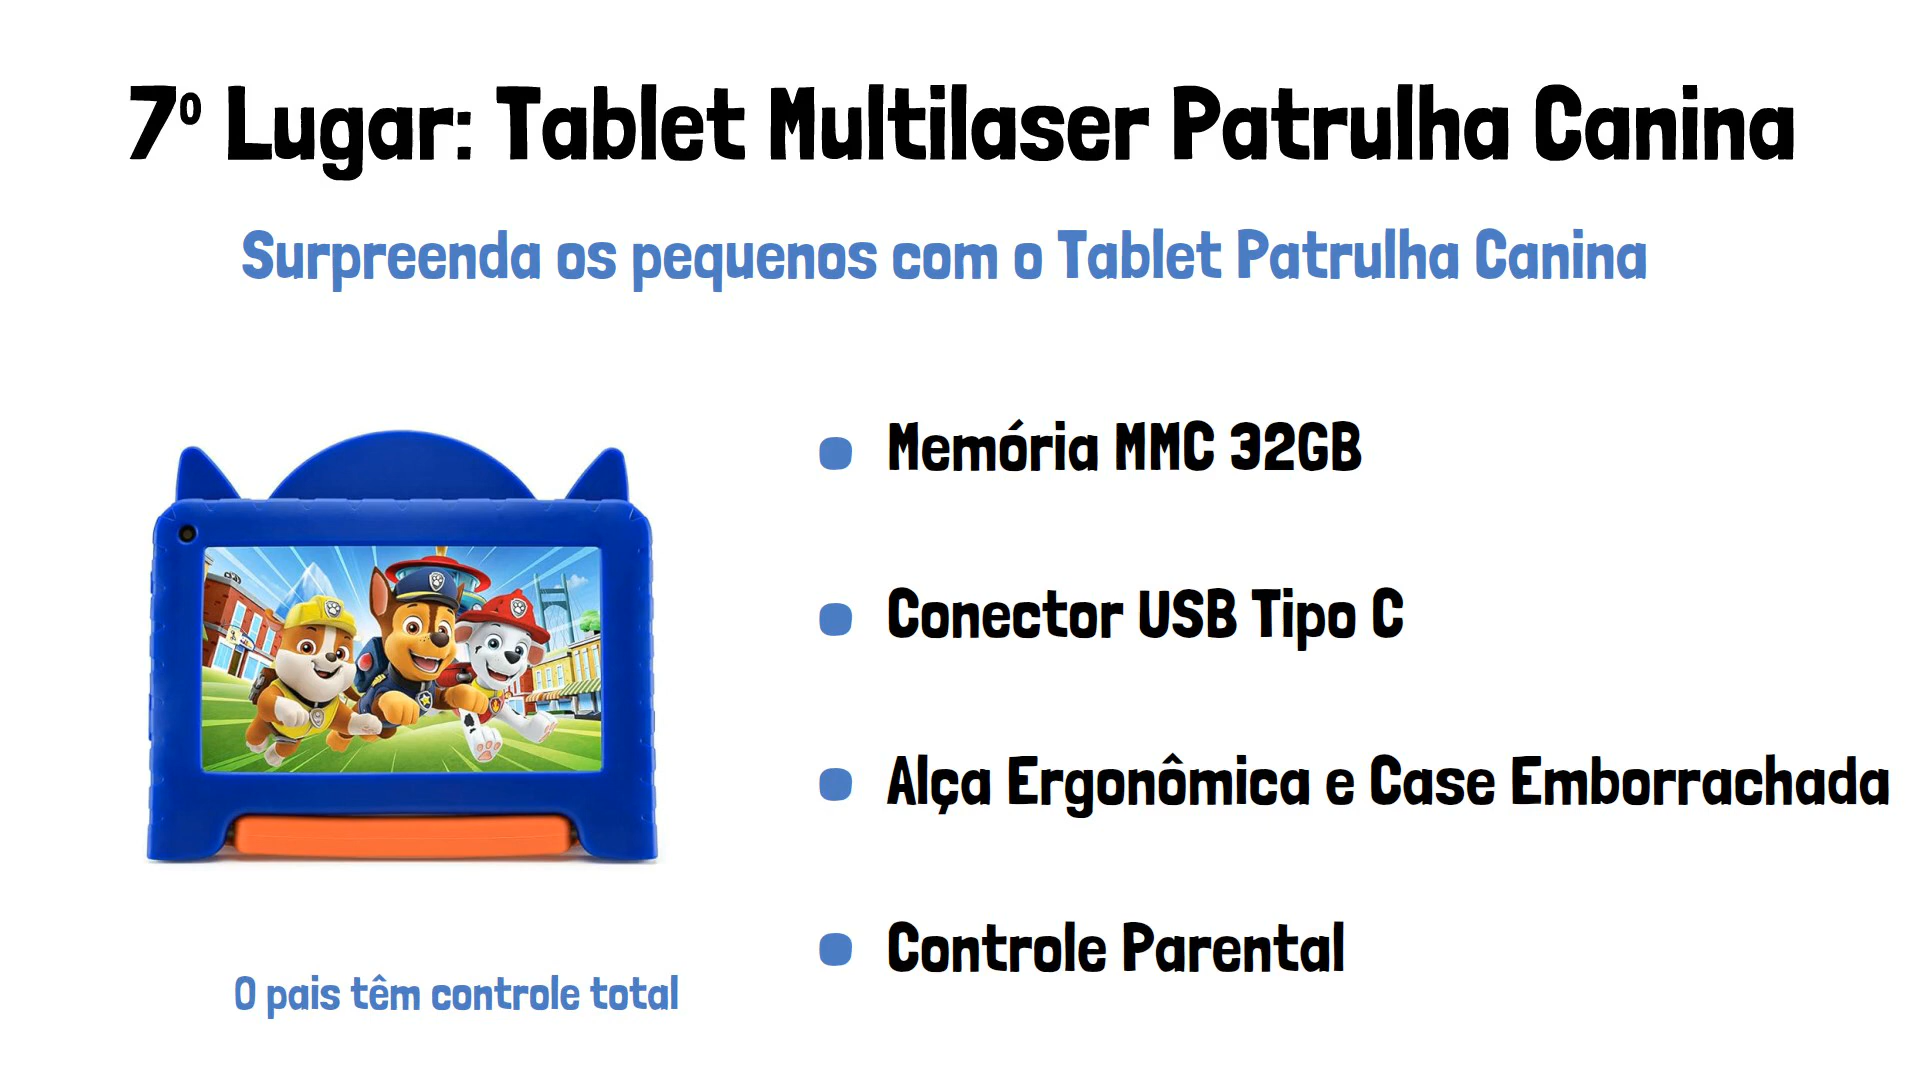 7º Lugar: Tablet Multilaser Patrulha Canina
Surpreenda os pequenos com o Tablet Patrulha Canina
Memória MMC 32GB
Conector USB Tipo C
Alça Ergonômica e Case Emborrachada
Controle Parental
O pais têm controle total